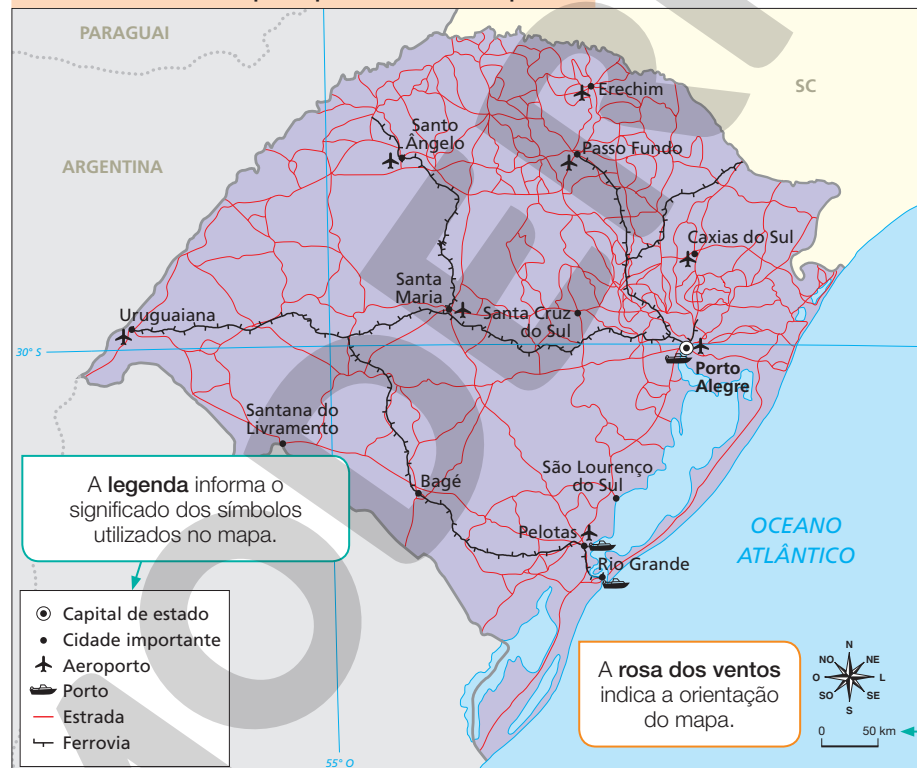 PARAGUAI
SC
Erechim
Santo
Ângelo
Passo Fundo
ARGENTINA
Caxias do Sul
Santa
Maria
Santa Cruz
do Sul
Uruguaiana
30° S
Porto
Alegre
Santana do
Livramento
São Lourenço
do Sul
Bagé
A legenda informa o
significado dos símbolos
utilizados no mapa.
Pelotas
OCEANO
ATLÂNTICO
Rio Grande
Capital de estado
Cidade importante
Aeroporto
Porto
Estrada
Ferrovia
A rosa dos ventos
indica a orientação
do mapa.
N
NO NE
O L
SO SE
S
0 50 km
55° O